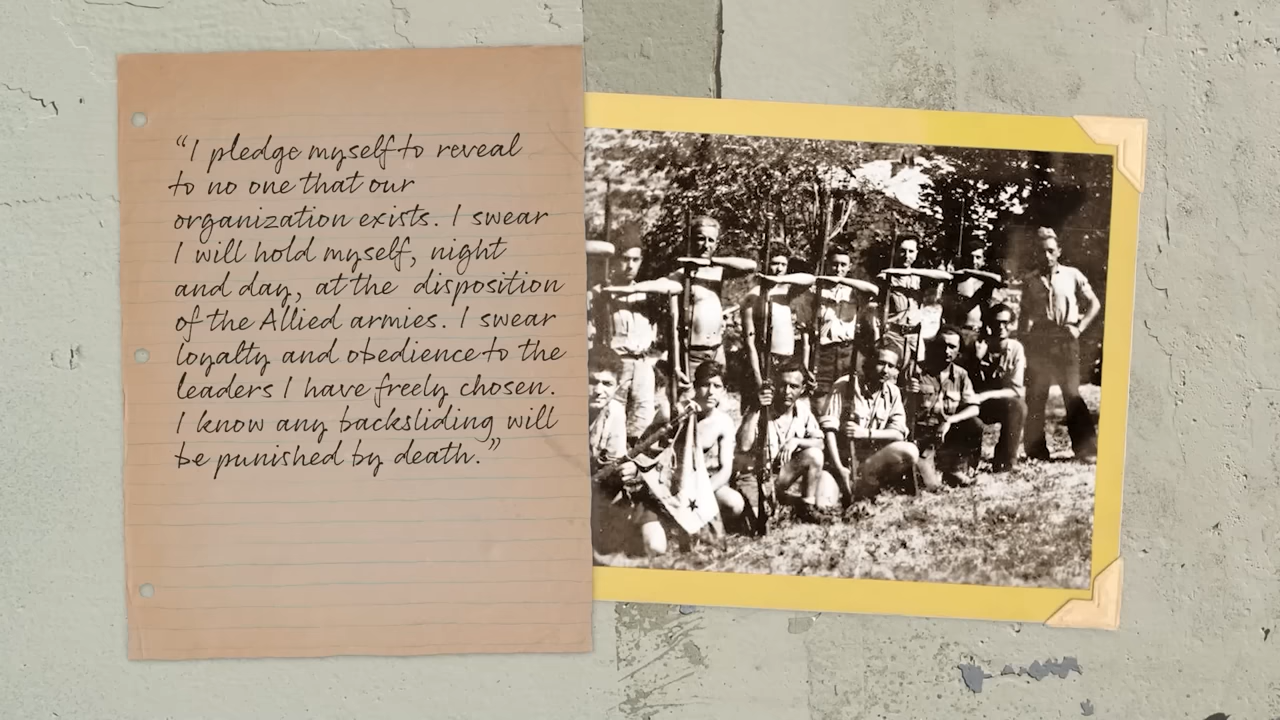 “I pledge myself to reveal
to no one that our
organization exists. I swear
I will hold myself, night
and day, at the disposition
of the Allied armies. I swear
loyalty and obedience to the
leaders I have freely chosen.
I know any backsliding will
be punished by death.”